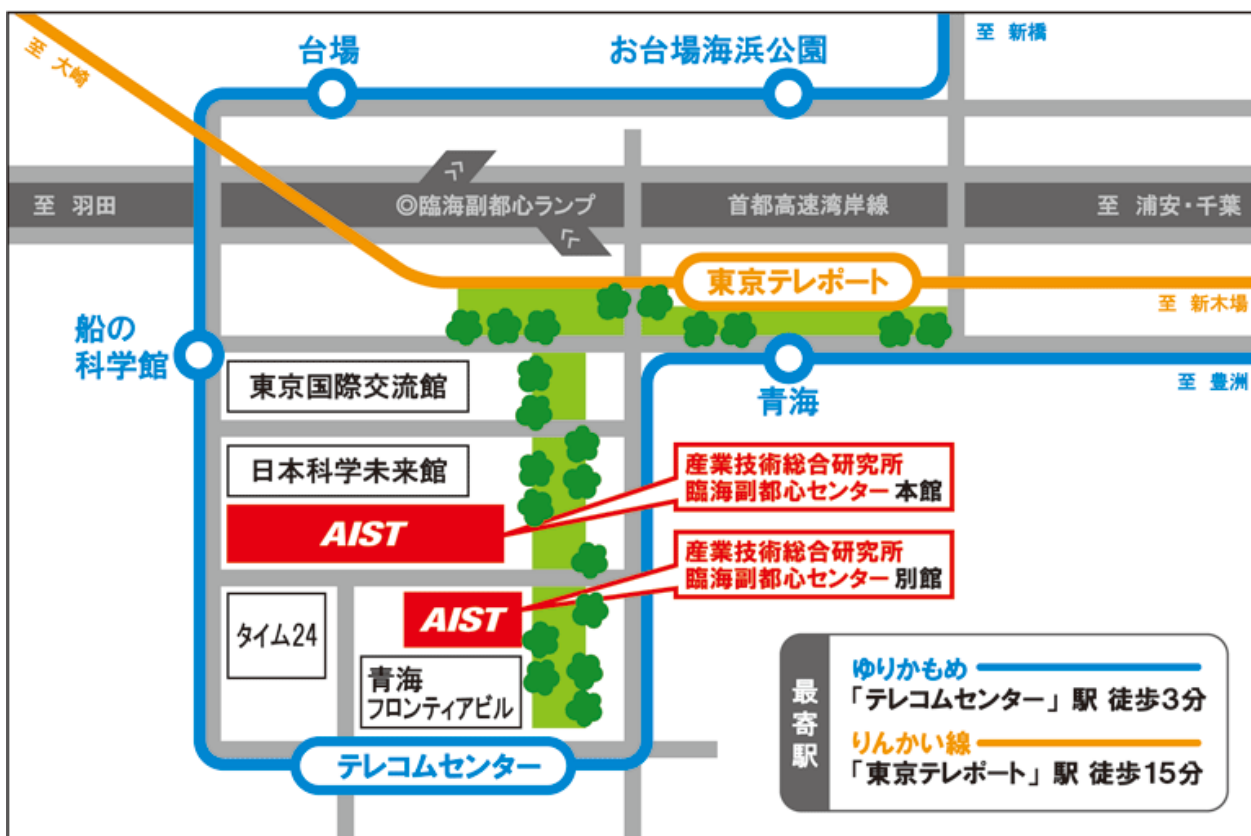 至 大崎
台場
お台場海浜公園
至 新橋
至 羽田
◎臨海副都心ランプ
首都高速湾岸線
至 浦安・千葉
東京テレポート
至 新木場
船の
科学館
青海
至 豊洲
東京国際交流館
日本科学未来館
AIST
産業技術総合研究所
臨海副都心センター 本館
産業技術総合研究所
臨海副都心センター 別館
タイム24
AIST
青海
フロンティアビル
テレコムセンター
最寄駅
ゆりかもめ
「テレコムセンター」駅 徒歩3分
りんかい線
「東京テレポート」駅 徒歩15分